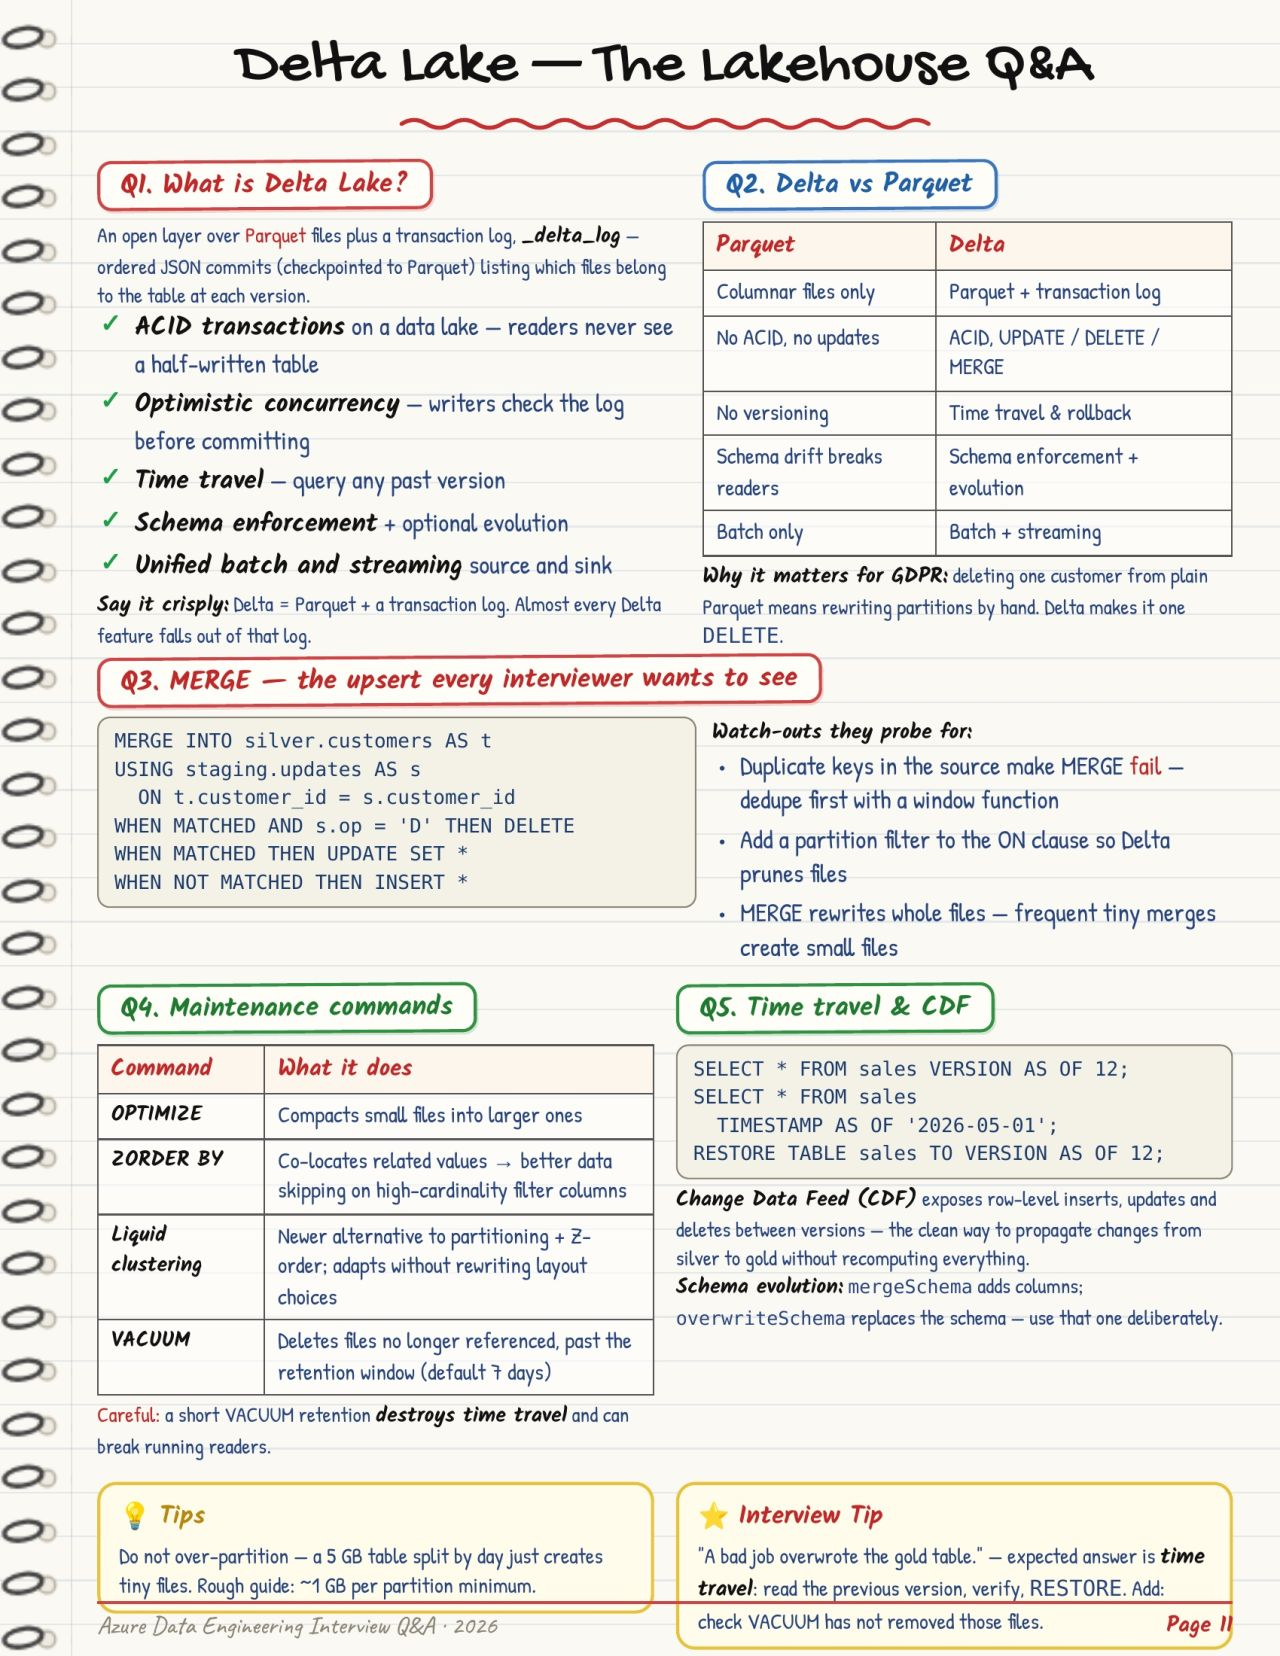 Delta Lake — The Lakehouse Q&A
Q1. What is Delta Lake?
An open layer over Parquet files plus a transaction log, _delta_log —
ordered JSON commits (checkpointed to Parquet) listing which files belong
to the table at each version.
✓ ACID transactions on a data lake — readers never see
a half-written table
✓ Optimistic concurrency — writers check the log
before committing
✓ Time travel — query any past version
✓ Schema enforcement + optional evolution
✓ Unified batch and streaming source and sink
Say it crisply: Delta = Parquet + a transaction log. Almost every Delta
feature falls out of that log.
Q2. Delta vs Parquet
Parquet Delta
Columnar files only Parquet + transaction log
No ACID, no updates ACID, UPDATE / DELETE /
MERGE
No versioning Time travel & rollback
Schema drift breaks Schema enforcement +
readers evolution
Batch only Batch + streaming
Why it matters for GDPR: deleting one customer from plain
Parquet means rewriting partitions by hand. Delta makes it one
DELETE.
Q3. MERGE — the upsert every interviewer wants to see
MERGE INTO silver.customers AS t
USING staging.updates AS s
ON t.customer_id = s.customer_id
WHEN MATCHED AND s.op = 'D' THEN DELETE
WHEN MATCHED THEN UPDATE SET *
WHEN NOT MATCHED THEN INSERT *
Watch-outs they probe for:
• Duplicate keys in the source make MERGE fail —
dedupe first with a window function
• Add a partition filter to the ON clause so Delta
prunes files
• MERGE rewrites whole files — frequent tiny merges
create small files
Q4. Maintenance commands
Command What it does
OPTIMIZE Compacts small files into larger ones
ZORDER BY Co-locates related values → better data
skipping on high-cardinality filter columns
Liquid Newer alternative to partitioning + Z-
clustering order; adapts without rewriting layout
choices
VACUUM Deletes files no longer referenced, past the
retention window (default 7 days)
Careful: a short VACUUM retention destroys time travel and can
break running readers.
Q5. Time travel & CDF
SELECT * FROM sales VERSION AS OF 12;
SELECT * FROM sales
TIMESTAMP AS OF '2026-05-01';
RESTORE TABLE sales TO VERSION AS OF 12;
Change Data Feed (CDF) exposes row-level inserts, updates and
deletes between versions — the clean way to propagate changes from
silver to gold without recomputing everything.
Schema evolution: mergeSchema adds columns;
overwriteSchema replaces the schema — use that one deliberately.
💡 Tips
Do not over-partition — a 5 GB table split by day just creates
tiny files. Rough guide: ~1 GB per partition minimum.
⭐ Interview Tip
"A bad job overwrote the gold table." — expected answer is time
travel: read the previous version, verify, RESTORE. Add:
check VACUUM has not removed those files.
Azure Data Engineering Interview Q&A · 2026
Page 11